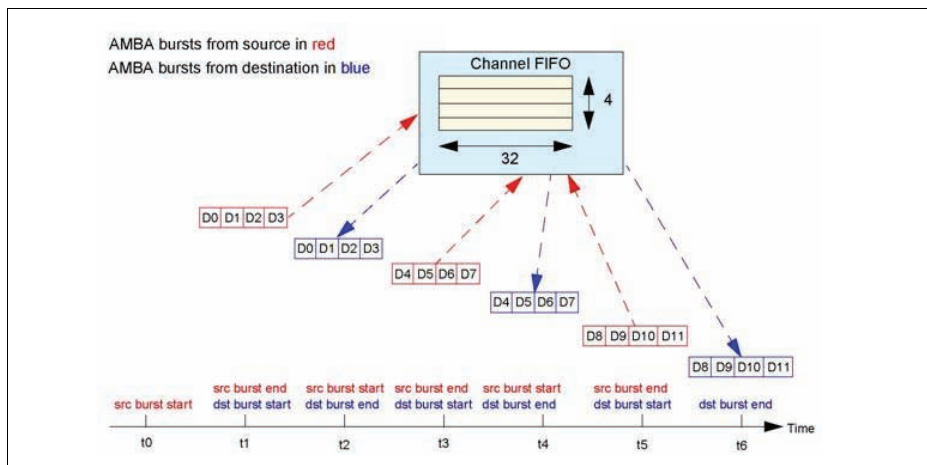 AMBA bursts from source in red
AMBA bursts from destination in blue
Channel FIFO
4
32
D0 D1 D2 D3
D0 D1 D2 D3
D4 D5 D6 D7
D4 D5 D6 D7
D8 D9 D10 D11
D8 D9 D10 D11
src burst end src burst start src burst end src burst start src burst end
src burst start dst burst start dst burst end dst burst start dst burst end dst burst start dst burst end
Time
t0 t1 t2 t3 t4 t5 t6